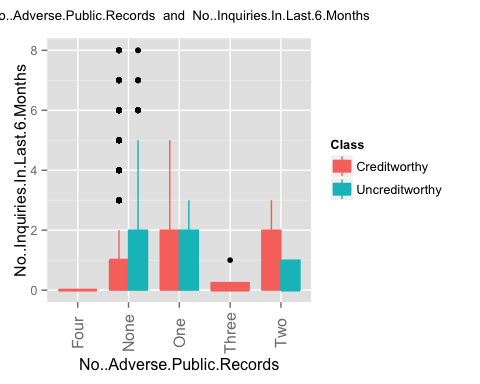 o..Adverse.Public.Records and No..Inquiries.In.Last.6.Months
8
6
4
2
0
No..Inquiries.In.Last.6.Months
Four
None
One
Three
Two
No..Adverse.Public.Records
Class
Creditworthy
Uncreditworthy